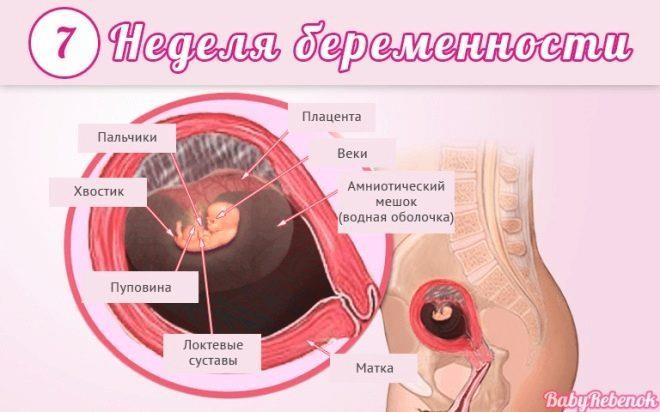 7 Неделя беременности
Плацента
Пальчики
Веки
Хвостик
Амниотический
мешок
(водная оболочка)
Пуповина
Локтевые
суставы
Матка
BabyRebenok